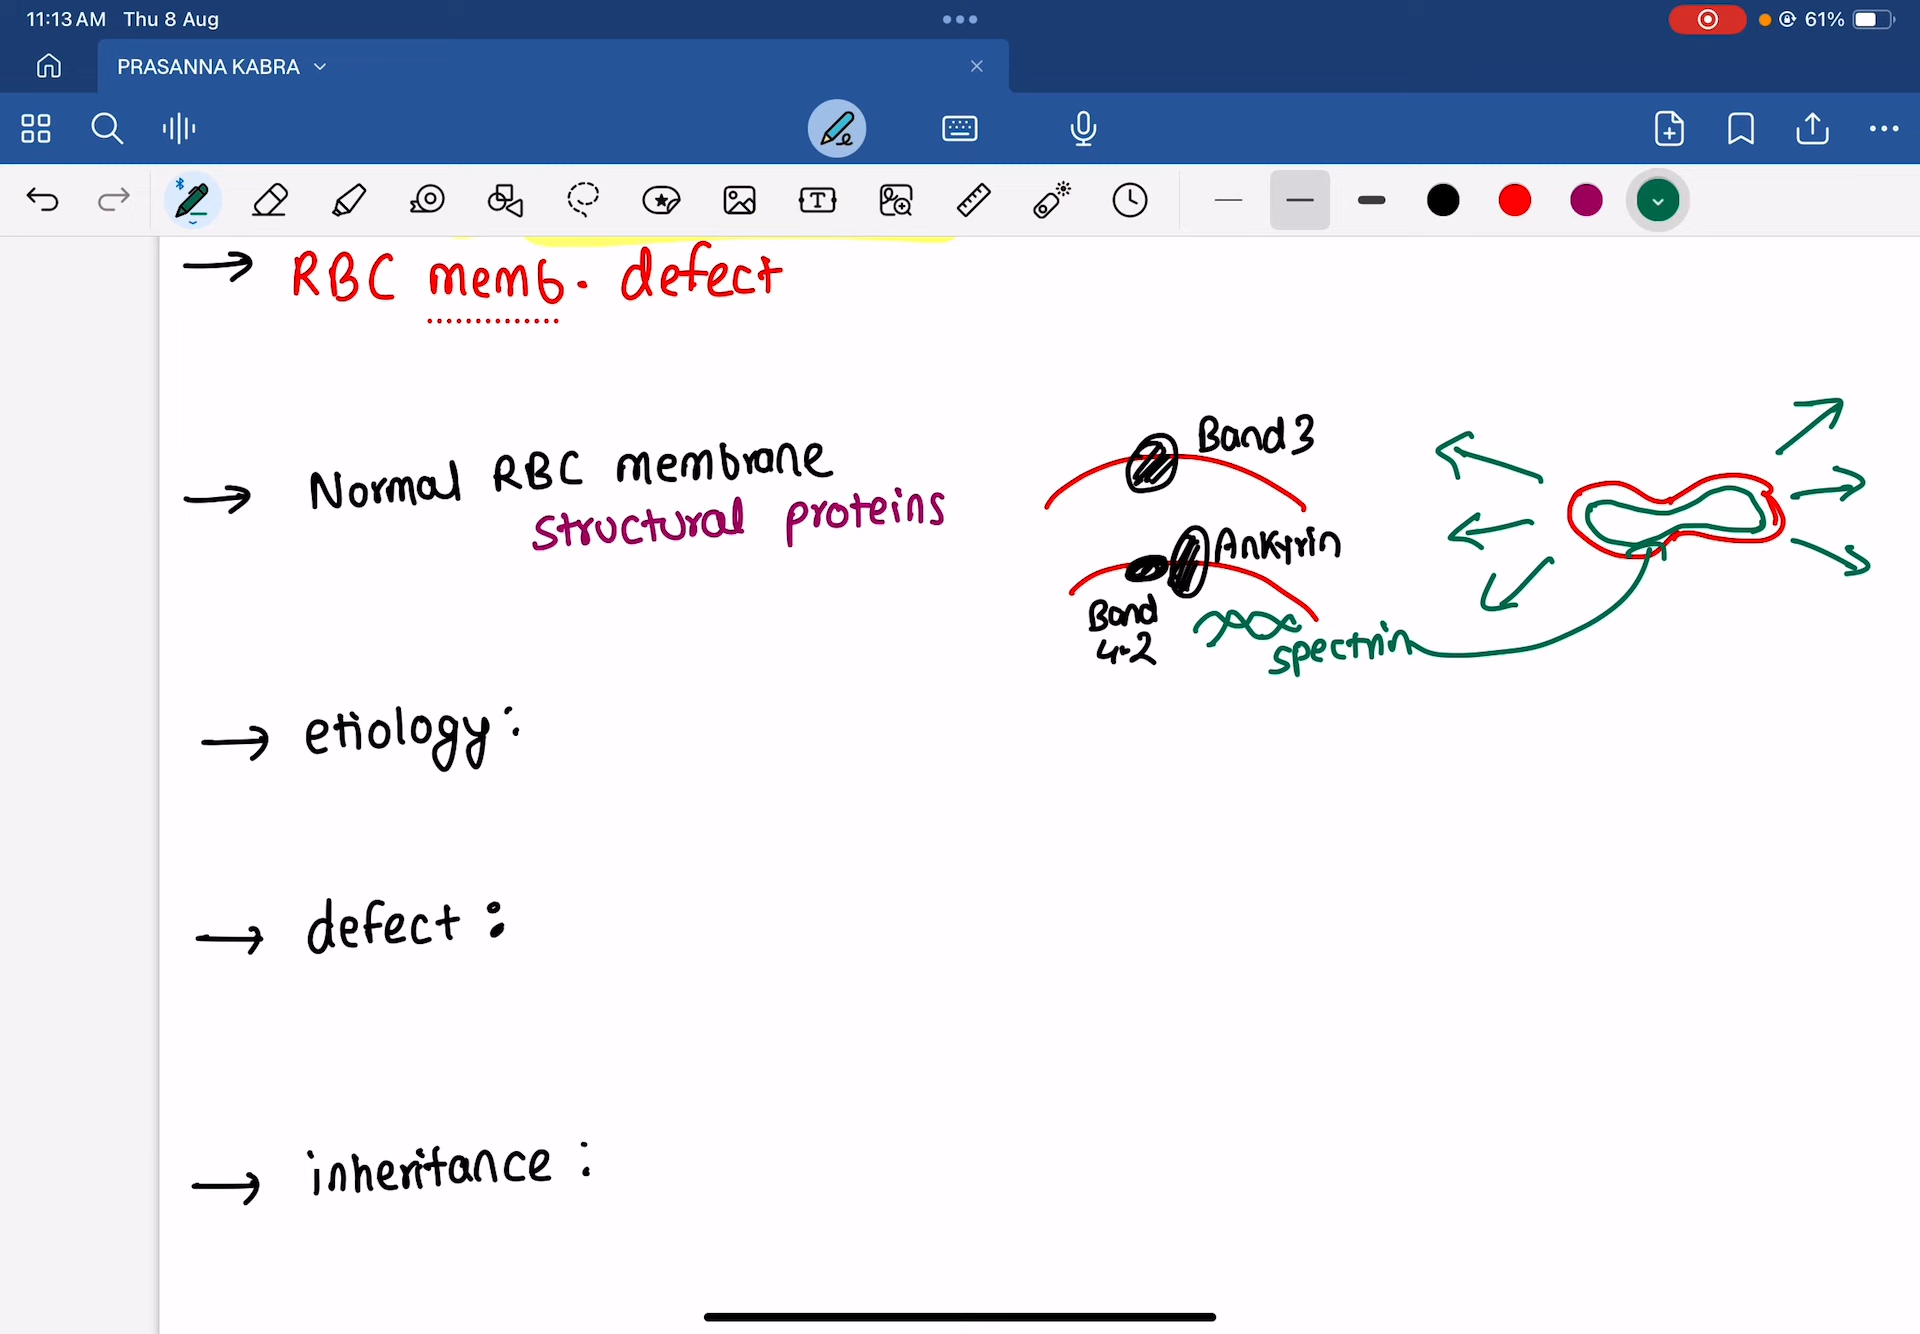 11:13 AM Thu 8 Aug
61%
PRASANNA KABRA
→ RBC memb. defect
→ Normal RBC membrane
structural proteins
Band 3
Ankyrin
Band
4.2
spectrin
→ etiology:
→ defect:
→ inheritance: